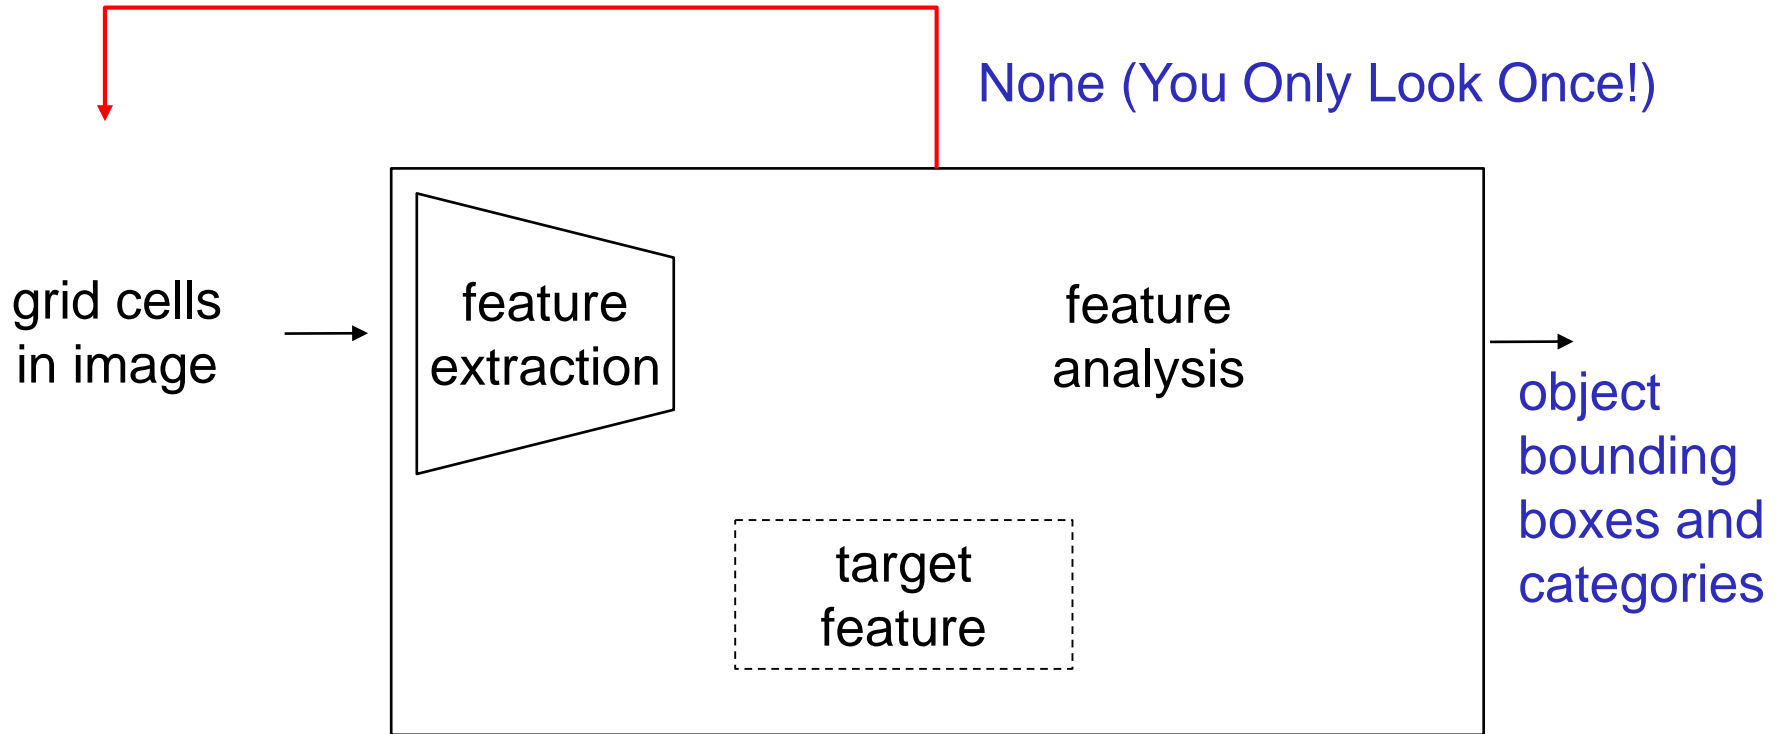 None (You Only Look Once!)
grid cells
in image
feature
extraction
feature
analysis
object
bounding
boxes and
categories
target
feature